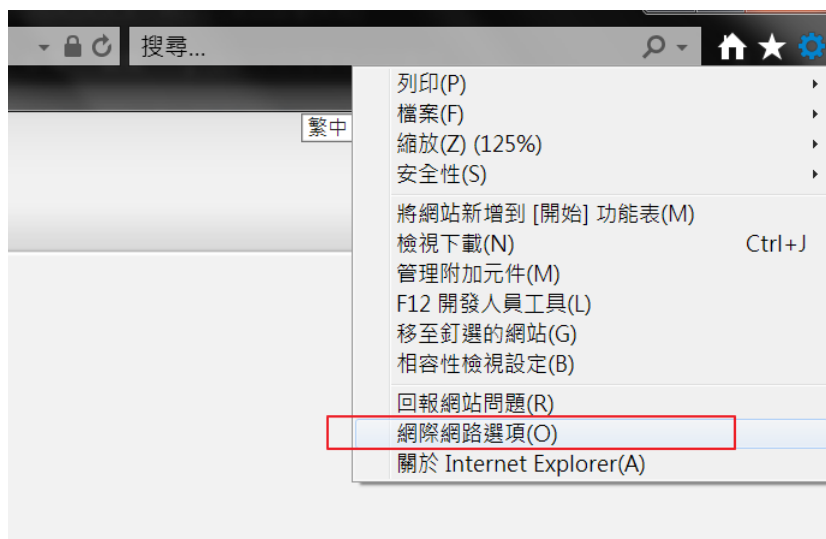 搜尋...
繁中
列印(P)
檔案(F)
縮放(Z) (125%)
安全性(S)
將網站新增到 [開始] 功能表(M)
檢視下載(N) Ctrl+J
管理附加元件(M)
F12 開發人員工具(L)
移至釘選的網站(G)
相容性檢視設定(B)
回報網站問題(R)
網際網路選項(O)
關於 Internet Explorer(A)